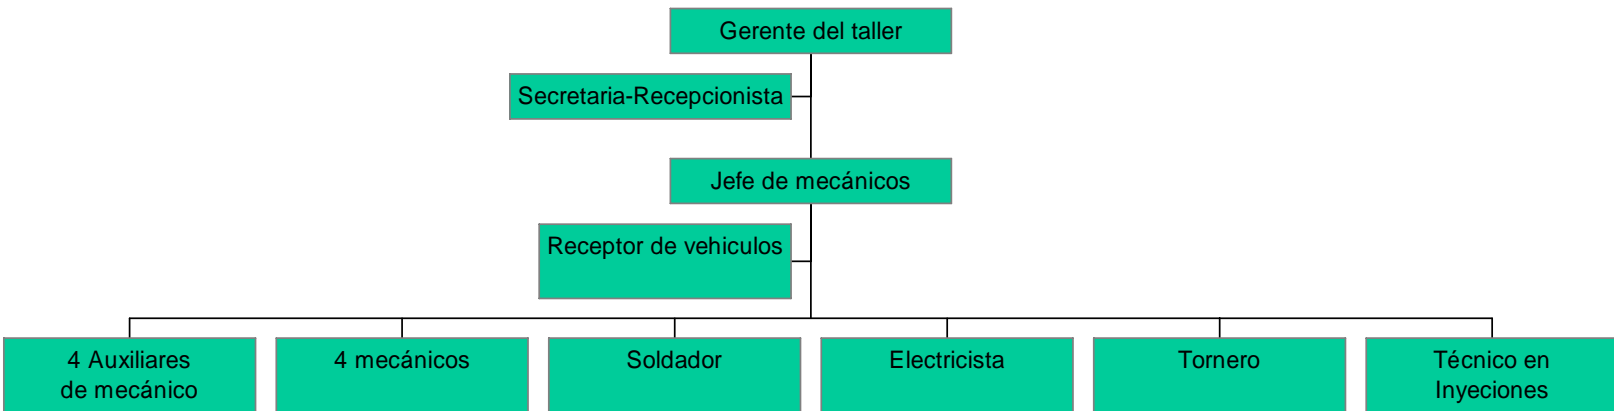 Gerente del taller
Secretaria-Recepcionista
Jefe de mecánicos
Receptor de vehiculos
4 Auxiliares
de mecánico
4 mecánicos
Soldador
Electricista
Tornero
Técnico en
Inyeciones